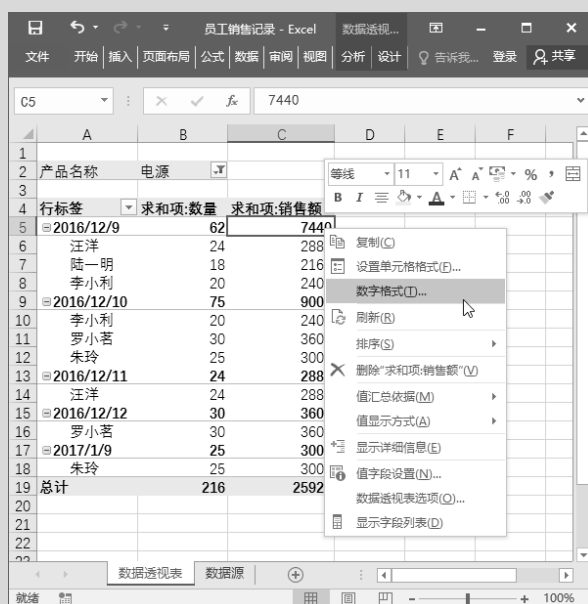 员工销售记录 - Excel 数据透视...
文件 开始 插入 页面布局 公式 数据 审阅 视图 分析 设计 告诉我... 登录 共享
C5 fx 7440
A B C D E F
1
2 产品名称 电源 等线 11 A A %
3 B I A
4 行标签 求和项:数量 求和项:销售额
5 2016/12/9 62 7440
6 汪洋 24 288 复制(C)
7 陆一明 18 216 设置单元格格式(F)...
8 李小利 20 240 数字格式(T)...
9 2016/12/10 75 900
10 李小利 20 240 刷新(R)
11 罗小茗 30 360 排序(S)
12 朱玲 25 300 删除"求和项:销售额"(V)
13 2016/12/11 24 288
14 汪洋 24 288 值汇总依据(M)
15 2016/12/12 30 360 值显示方式(A)
16 罗小茗 30 360 显示详细信息(E)
17 2017/1/9 25 300
18 朱玲 25 300 值字段设置(N)...
19 总计 216 2592 数据透视表选项(O)...
20
21 显示字段列表(D)
22
数据透视表 数据源
就绪 100%